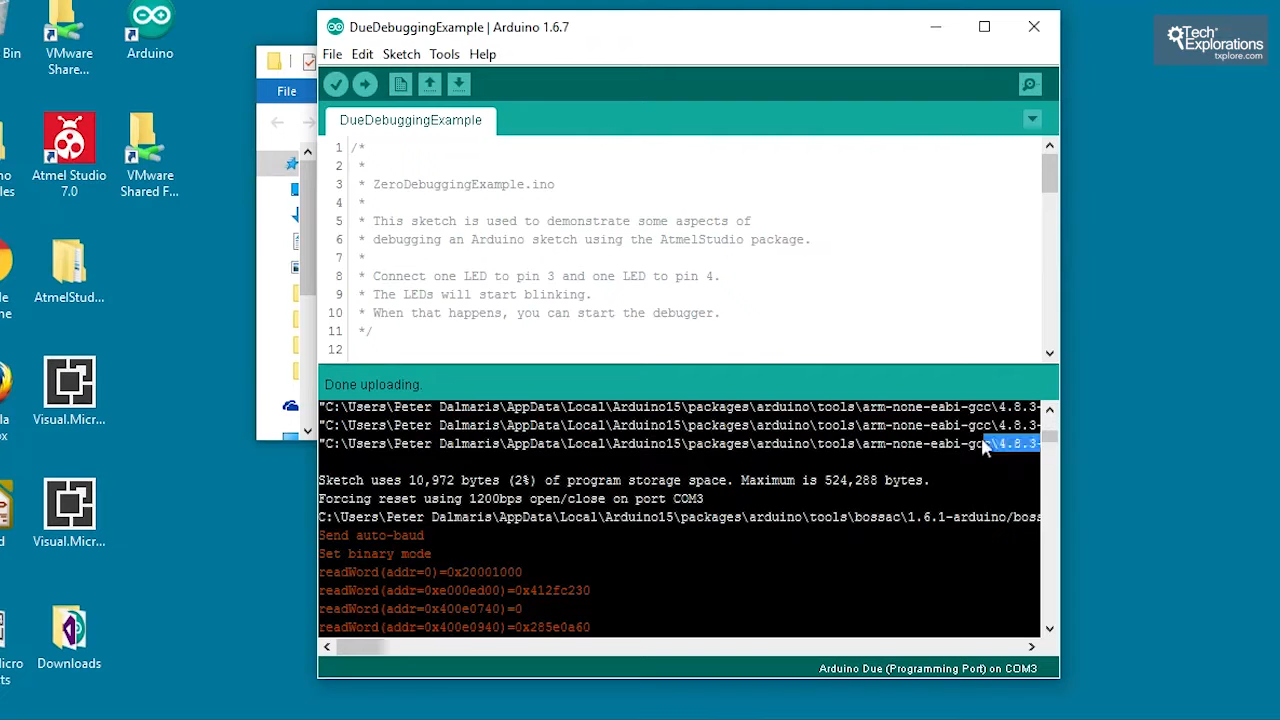 Bin
VMware
Share...
Arduino
Atmel Studio
7.0
VMware
Shared F...
AtmelStud...
Visual.Micr...
Visual.Micr...
Downloads
File
DueDebuggingExample | Arduino 1.6.7
File Edit Sketch Tools Help
DueDebuggingExample
1 /*
2 *
3 * ZeroDebuggingExample.ino
4 *
5 * This sketch is used to demonstrate some aspects of
6 * debugging an Arduino sketch using the AtmelStudio package.
7 *
8 * Connect one LED to pin 3 and one LED to pin 4.
9 * The LEDs will start blinking.
10 * When that happens, you can start the debugger.
11 */
12
Done uploading.
"C:\Users\Peter Dalmaris\AppData\Local\Arduino15\packages\arduino\tools\arm-none-eabi-gcc\4.8.3-
"C:\Users\Peter Dalmaris\AppData\Local\Arduino15\packages\arduino\tools\arm-none-eabi-gcc\4.8.3-
"C:\Users\Peter Dalmaris\AppData\Local\Arduino15\packages\arduino\tools\arm-none-eabi-gcc\4.8.3-
Sketch uses 10,972 bytes (2%) of program storage space. Maximum is 524,288 bytes.
Forcing reset using 1200bps open/close on port COM3
C:\Users\Peter Dalmaris\AppData\Local\Arduino15\packages\arduino\tools\bossac\1.6.1-arduino/boss
Send auto-baud
Set binary mode
readWord(addr=0)=0x20001000
readWord(addr=0xe000ed00)=0x412fc230
readWord(addr=0x400e0740)=0
readWord(addr=0x400e0940)=0x285e0a60
Arduino Due (Programming Port) on COM3
Tech
Explorations
txplore.com